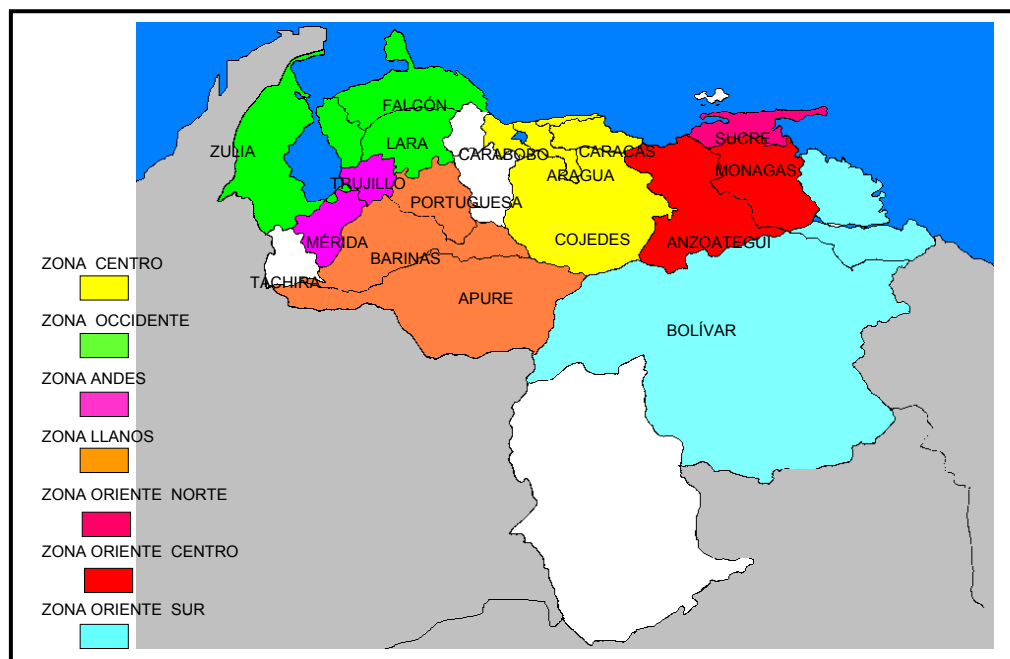 FALCÓN
LARA
ZULIA
CARABOBO
CARACAS
SUCRE
ARAGUA
MONAGAS
TRUJILLO
PORTUGUESA
MÉRIDA
COJEDES
ANZOATEGUI
BARINAS
TÁCHIRA
APURE
BOLÍVAR
ZONA CENTRO
ZONA OCCIDENTE
ZONA ANDES
ZONA LLANOS
ZONA ORIENTE NORTE
ZONA ORIENTE CENTRO
ZONA ORIENTE SUR